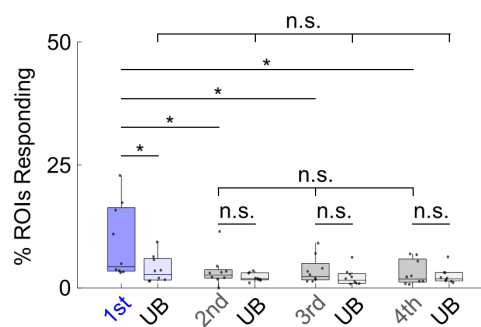 n.s.
50
*
*
*
*
n.s.
n.s. n.s. n.s.
25
0
% ROIs Responding
1st UB 2nd UB 3rd UB 4th UB